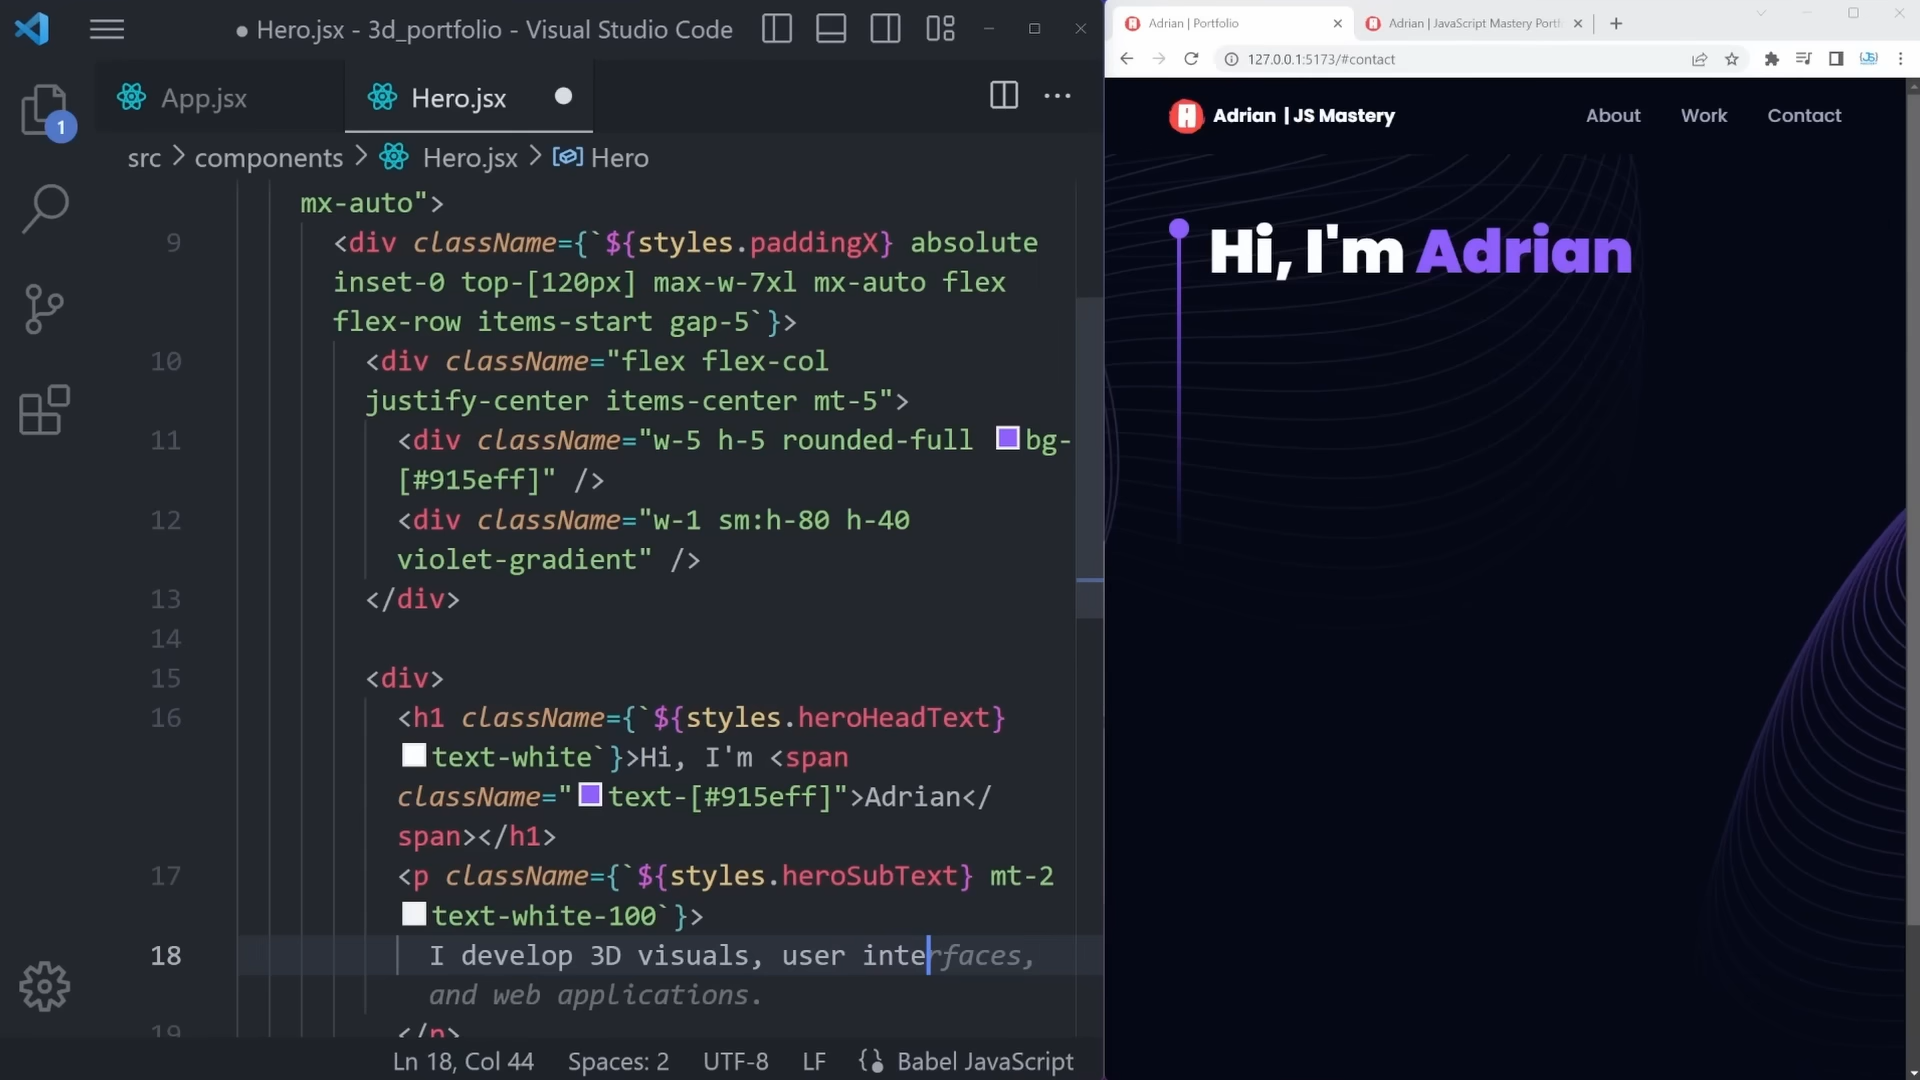 Hero.jsx - 3d_portfolio - Visual Studio Code
App.jsx
Hero.jsx
src > components > Hero.jsx > Hero
1
mx-auto">
9 <div className={`${styles.paddingX} absolute
inset-0 top-[120px] max-w-7xl mx-auto flex
flex-row items-start gap-5`}>
10 <div className="flex flex-col
justify-center items-center mt-5">
11 <div className="w-5 h-5 rounded-full bg-
[#915eff]" />
12 <div className="w-1 sm:h-80 h-40
violet-gradient" />
13 </div>
14
15 <div>
16 <h1 className={`${styles.heroHeadText}
text-white`}>Hi, I'm <span
className="text-[#915eff]">Adrian</
span></h1>
17 <p className={`${styles.heroSubText} mt-2
text-white-100`}>
18 I develop 3D visuals, user interfaces,
and web applications.
19 </p>
Ln 18, Col 44 Spaces: 2 UTF-8 LF Babel JavaScript
Adrian | Portfolio
Adrian | JavaScript Mastery Portf
127.0.0.1:5173/#contact
Adrian | JS Mastery
About Work Contact
Hi, I'm Adrian